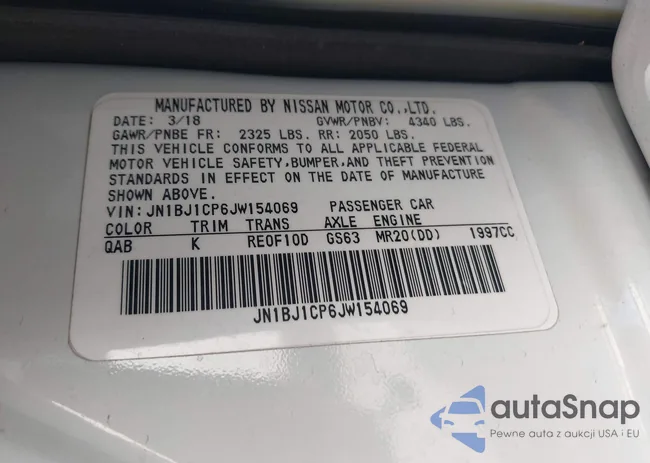 MANUFACTURED BY NISSAN MOTOR CO.,LTD.
DATE: 3/18 GVWR/PNBV: 4340 LBS.
GAWR/PNBE FR: 2325 LBS. RR: 2050 LBS.
THIS VEHICLE CONFORMS TO ALL APPLICABLE FEDERAL
MOTOR VEHICLE SAFETY,BUMPER,AND THEFT PREVENTION
STANDARDS IN EFFECT ON THE DATE OF MANUFACTURE
SHOWN ABOVE.
VIN: JN1BJ1CP6JW154069 PASSENGER CAR
COLOR TRIM TRANS AXLE ENGINE
QAB K REOF10D GS63 MR20(DD) 1997CC
JN1BJ1CP6JW154069
autaSnap
Pewne auta z aukcji USA i EU